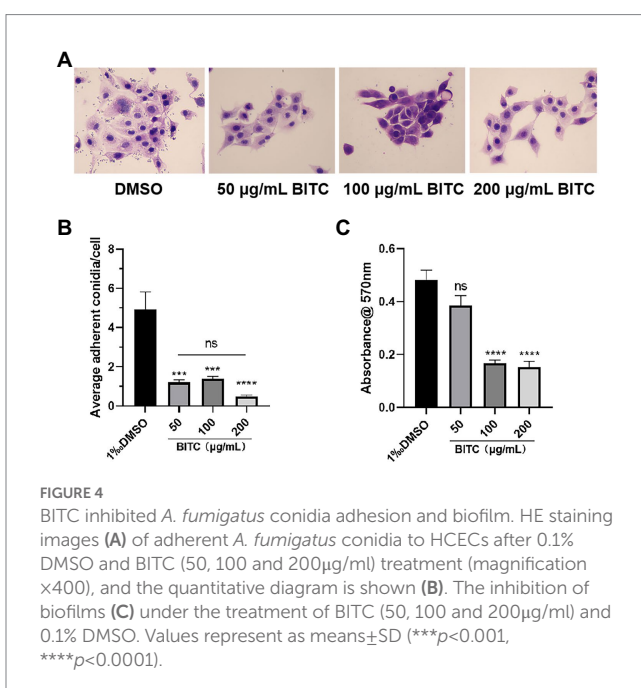 A
DMSO
50 µg/mL BITC
100 µg/mL BITC
200 µg/mL BITC
B
Average adherent conidia/cell
8
6
4
2
0
ns
***
***
****
1‰DMSO
50
100
200
BITC (µg/mL)
C
Absorbance@ 570nm
0.6
0.4
0.2
0.0
ns
****
****
1‰DMSO
50
100
200
BITC (µg/mL)
FIGURE 4
BITC inhibited A. fumigatus conidia adhesion and biofilm. HE staining
images (A) of adherent A. fumigatus conidia to HCECs after 0.1%
DMSO and BITC (50, 100 and 200µg/ml) treatment (magnification
×400), and the quantitative diagram is shown (B). The inhibition of
biofilms (C) under the treatment of BITC (50, 100 and 200µg/ml) and
0.1% DMSO. Values represent as means±SD (***p<0.001,
****p<0.0001).